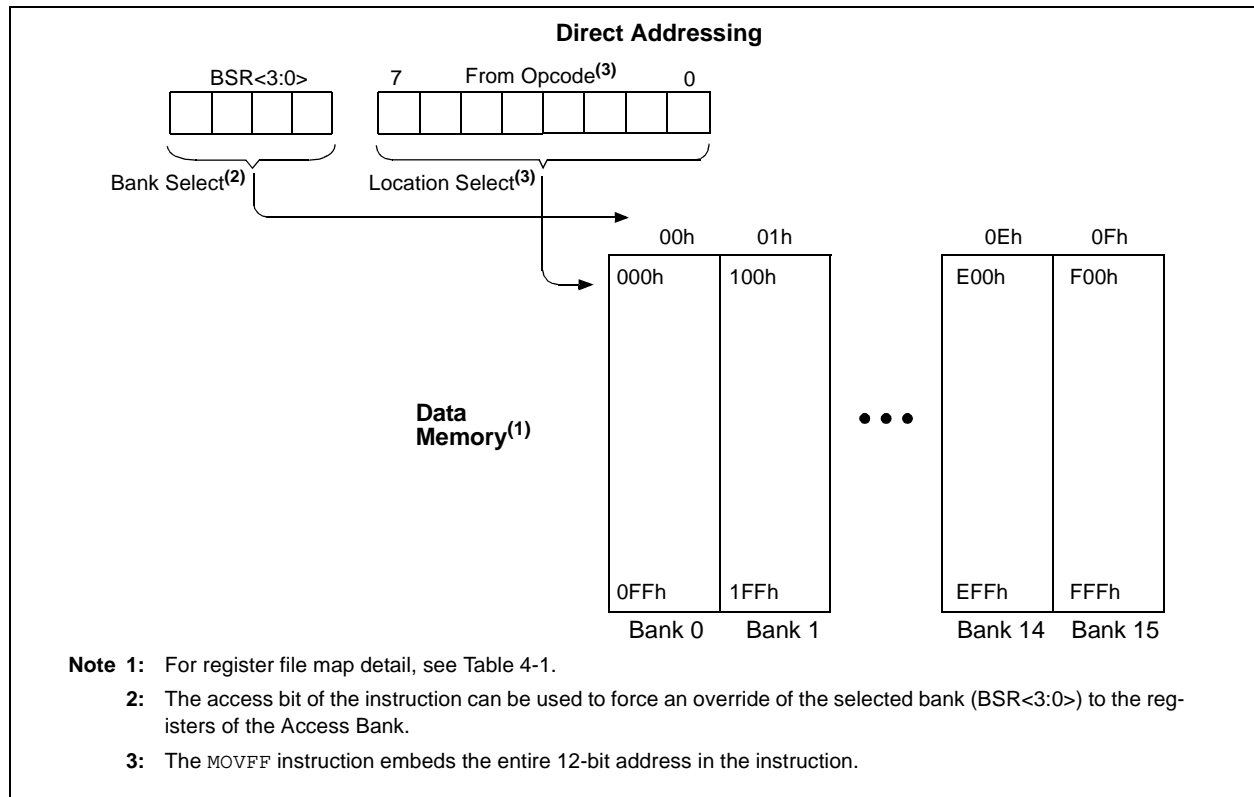 Direct Addressing
BSR<3:0> 7 From Opcode(3) 0
Bank Select(2) Location Select(3)
00h 01h 0Eh 0Fh
000h 100h E00h F00h
Data
Memory(1)
0FFh 1FFh EFFh FFFh
Bank 0 Bank 1 Bank 14 Bank 15
Note 1: For register file map detail, see Table 4-1.
2: The access bit of the instruction can be used to force an override of the selected bank (BSR<3:0>) to the reg-
isters of the Access Bank.
3: The MOVFF instruction embeds the entire 12-bit address in the instruction.